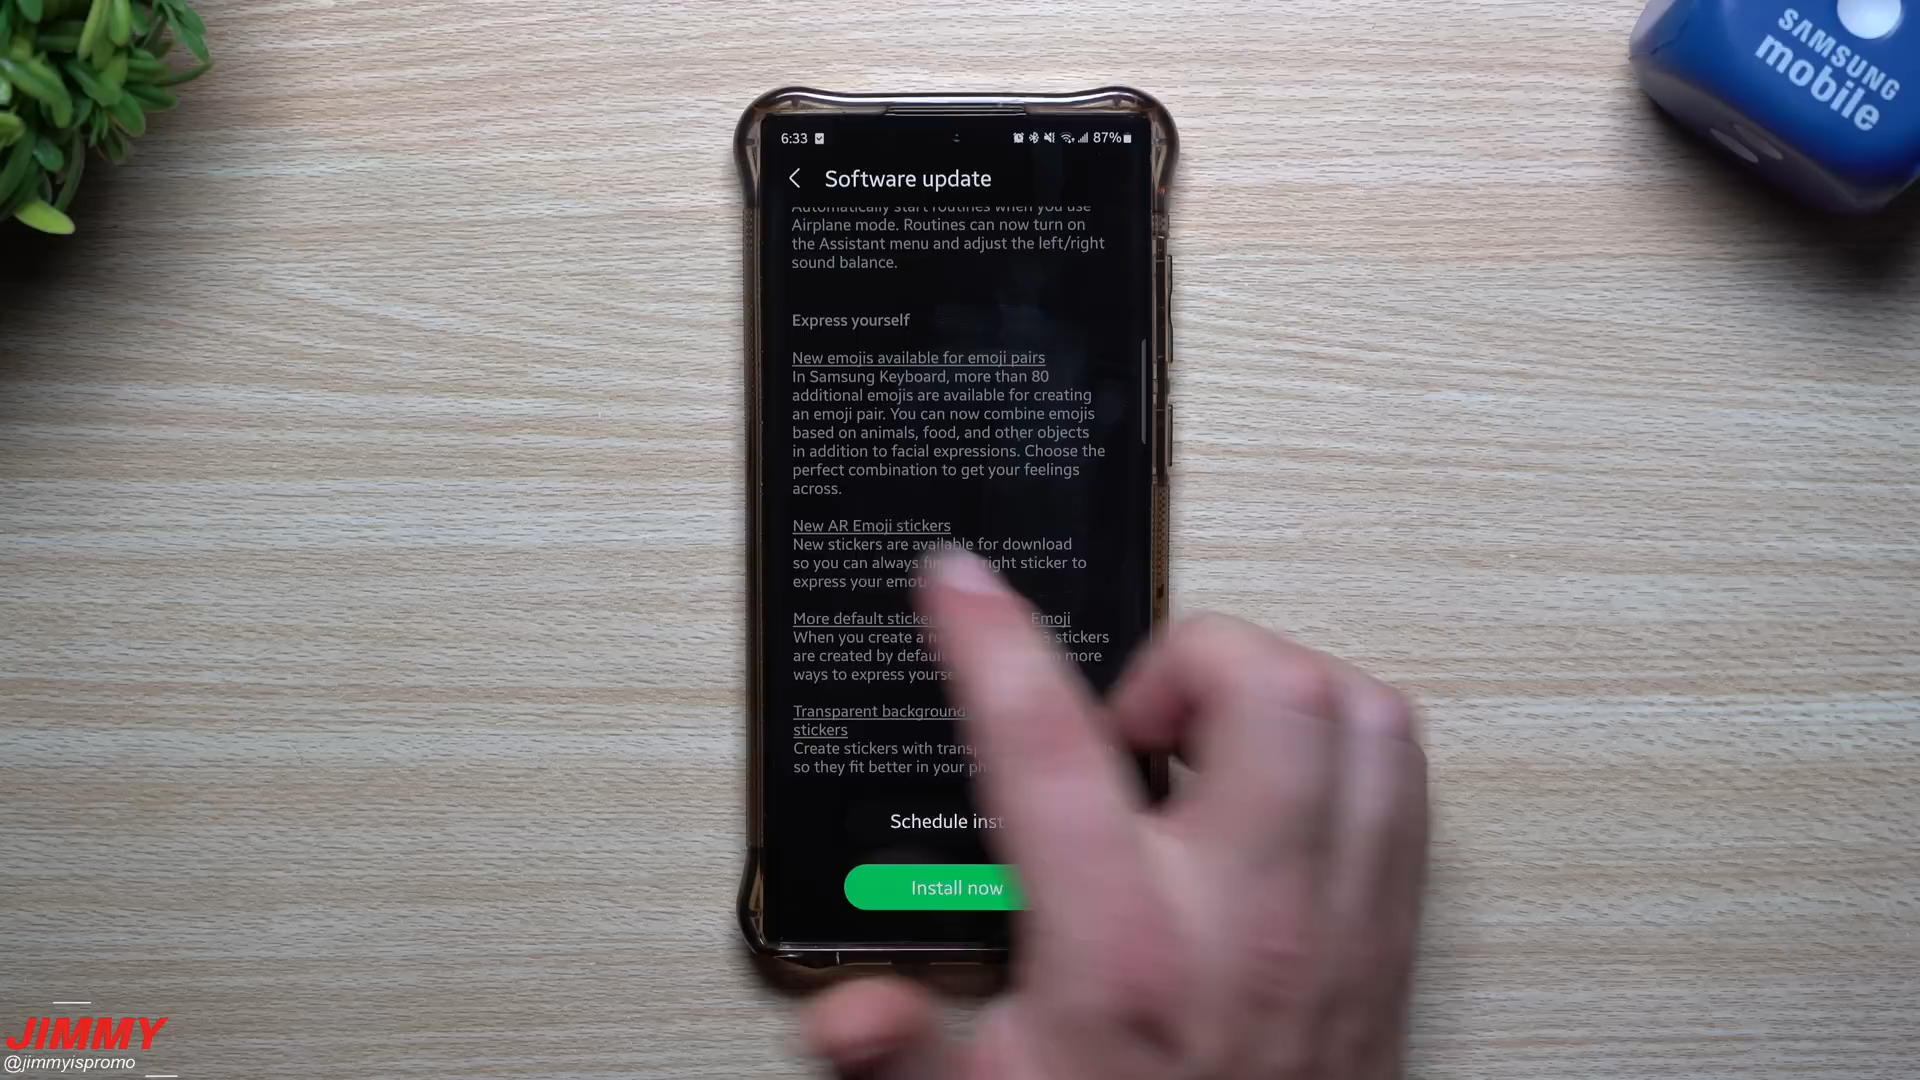 SAMSUNG
mobile
6:33
87%
Software update
Automatically start routines when you use
Airplane mode. Routines can now turn on
the Assistant menu and adjust the left/right
sound balance.
Express yourself
New emojis available for emoji pairs
In Samsung Keyboard, more than 80
additional emojis are available for creating
an emoji pair. You can now combine emojis
based on animals, food, and other objects
in addition to facial expressions. Choose the
perfect combination to get your feelings
across.
New AR Emoji stickers
New stickers are available for download
so you can always right sticker to
express your
More default Emoji
When you create a stickers
are created by more
ways to express
Transparent background
stickers
Create stickers with
so they fit better in your
Schedule
Install now
JIMMY
@jimmyispromo